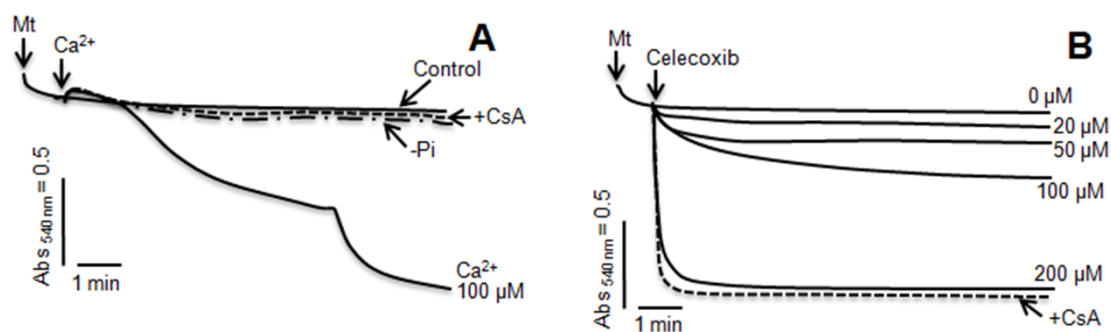 A
Mt
Ca²⁺
Control
+CsA
-Pi
Abs 540 nm = 0.5
1 min
Ca²⁺
100 µM
B
Mt
Celecoxib
0 µM
20 µM
50 µM
100 µM
Abs 540 nm = 0.5
1 min
200 µM
+CsA